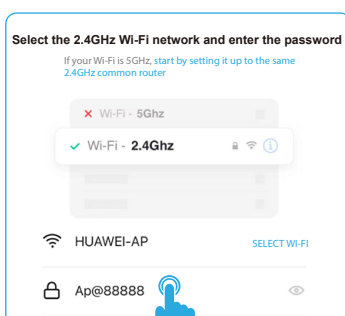 Select the 2.4GHz Wi-Fi network and enter the password
If your Wi-Fi is 5GHz, start by setting it up to the same
2.4GHz common router
Wi-Fi - 5Ghz
Wi-Fi - 2.4Ghz
HUAWEI-AP SELECT WI-FI
Ap@88888